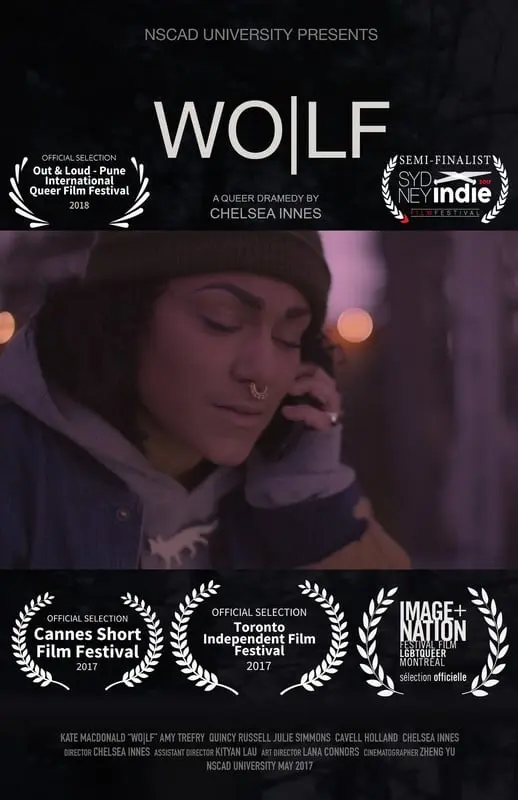 NSCAD UNIVERSITY PRESENTS
WO|LF
OFFICIAL SELECTION
Out & Loud - Pune
International
Queer Film Festival
2018
A QUEER DRAMEDY BY
CHELSEA INNES
SEMI-FINALIST
SYD
NEY indie
2017
FILMFESTIVAL
OFFICIAL SELECTION
Cannes Short
Film Festival
2017
OFFICIAL SELECTION
Toronto
Independent Film
Festival
2017
IMAGE+
NATION
FESTIVAL FILM
LGBTQUEER
MONTRÉAL
sélection officielle
KATE MACDONALD "WO|LF" AMY TREFRY QUINCY RUSSELL JULIE SIMMONS CAVELL HOLLAND CHELSEA INNES
DIRECTOR CHELSEA INNES ASSISTANT DIRECTOR KITYAN LAU ART DIRECTOR LANA CONNORS CINEMATOGRAPHER ZHENG YU
NSCAD UNIVERSITY MAY 2017